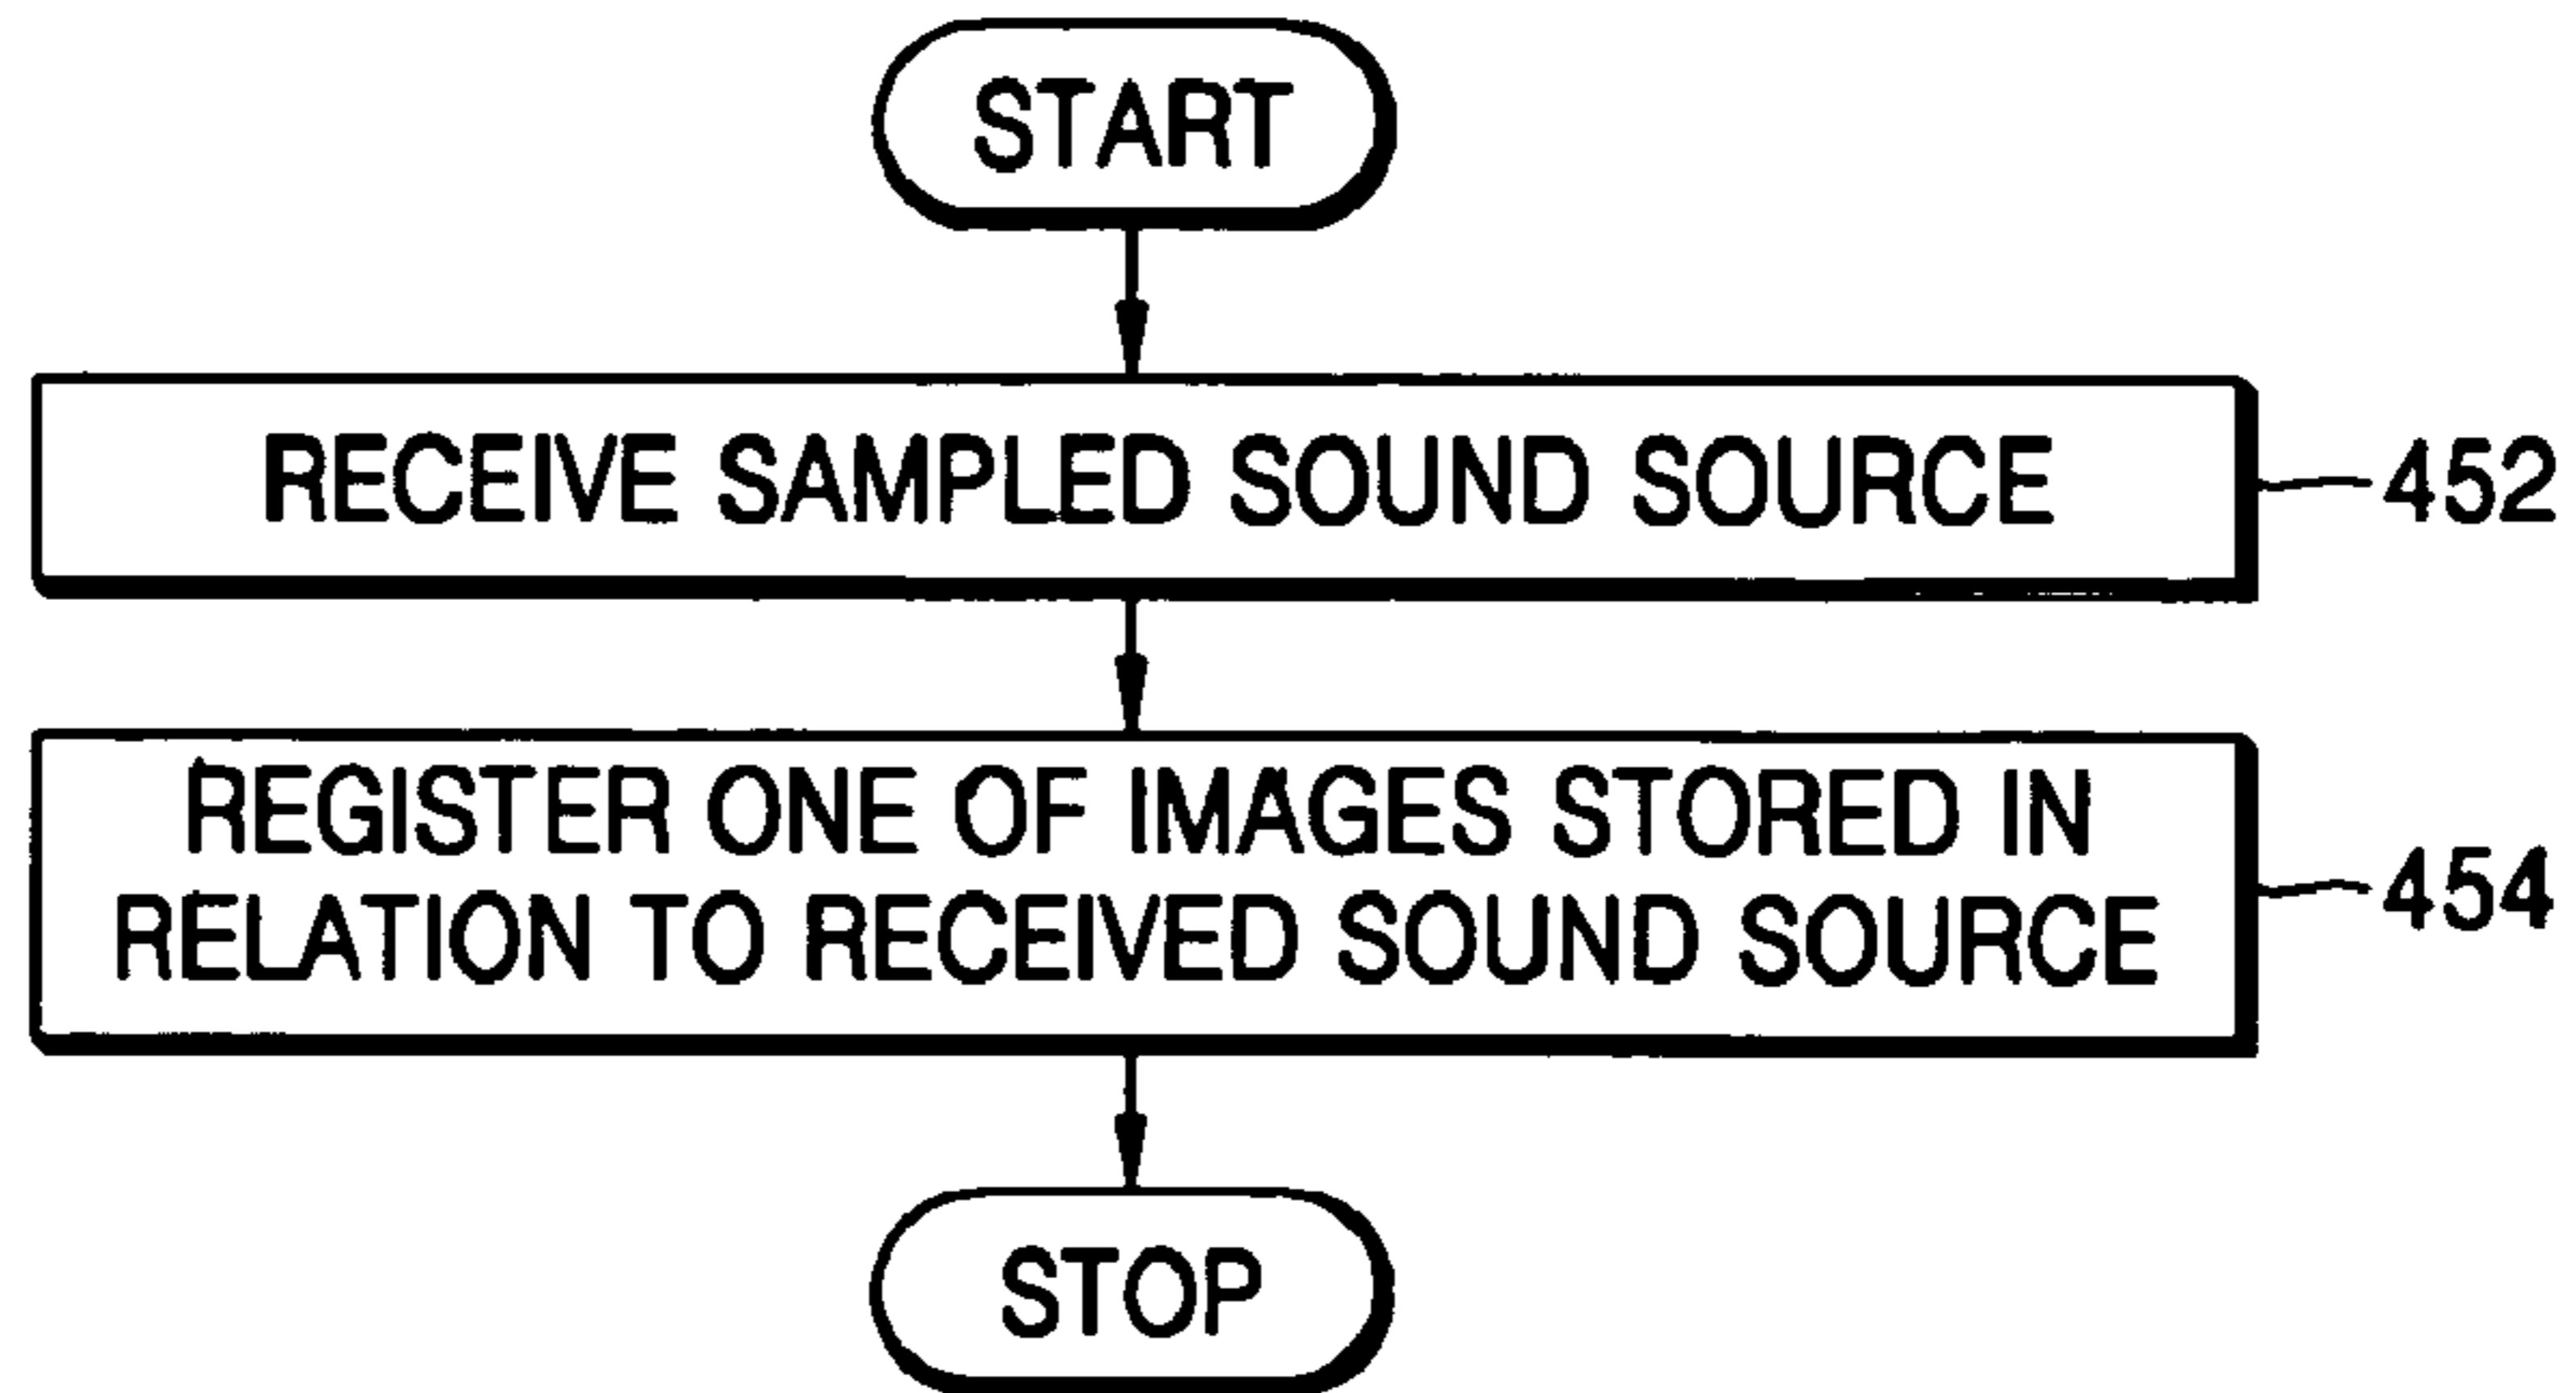 START
RECEIVE SAMPLED SOUND SOURCE
452
REGISTER ONE OF IMAGES STORED IN
RELATION TO RECEIVED SOUND SOURCE
454
STOP